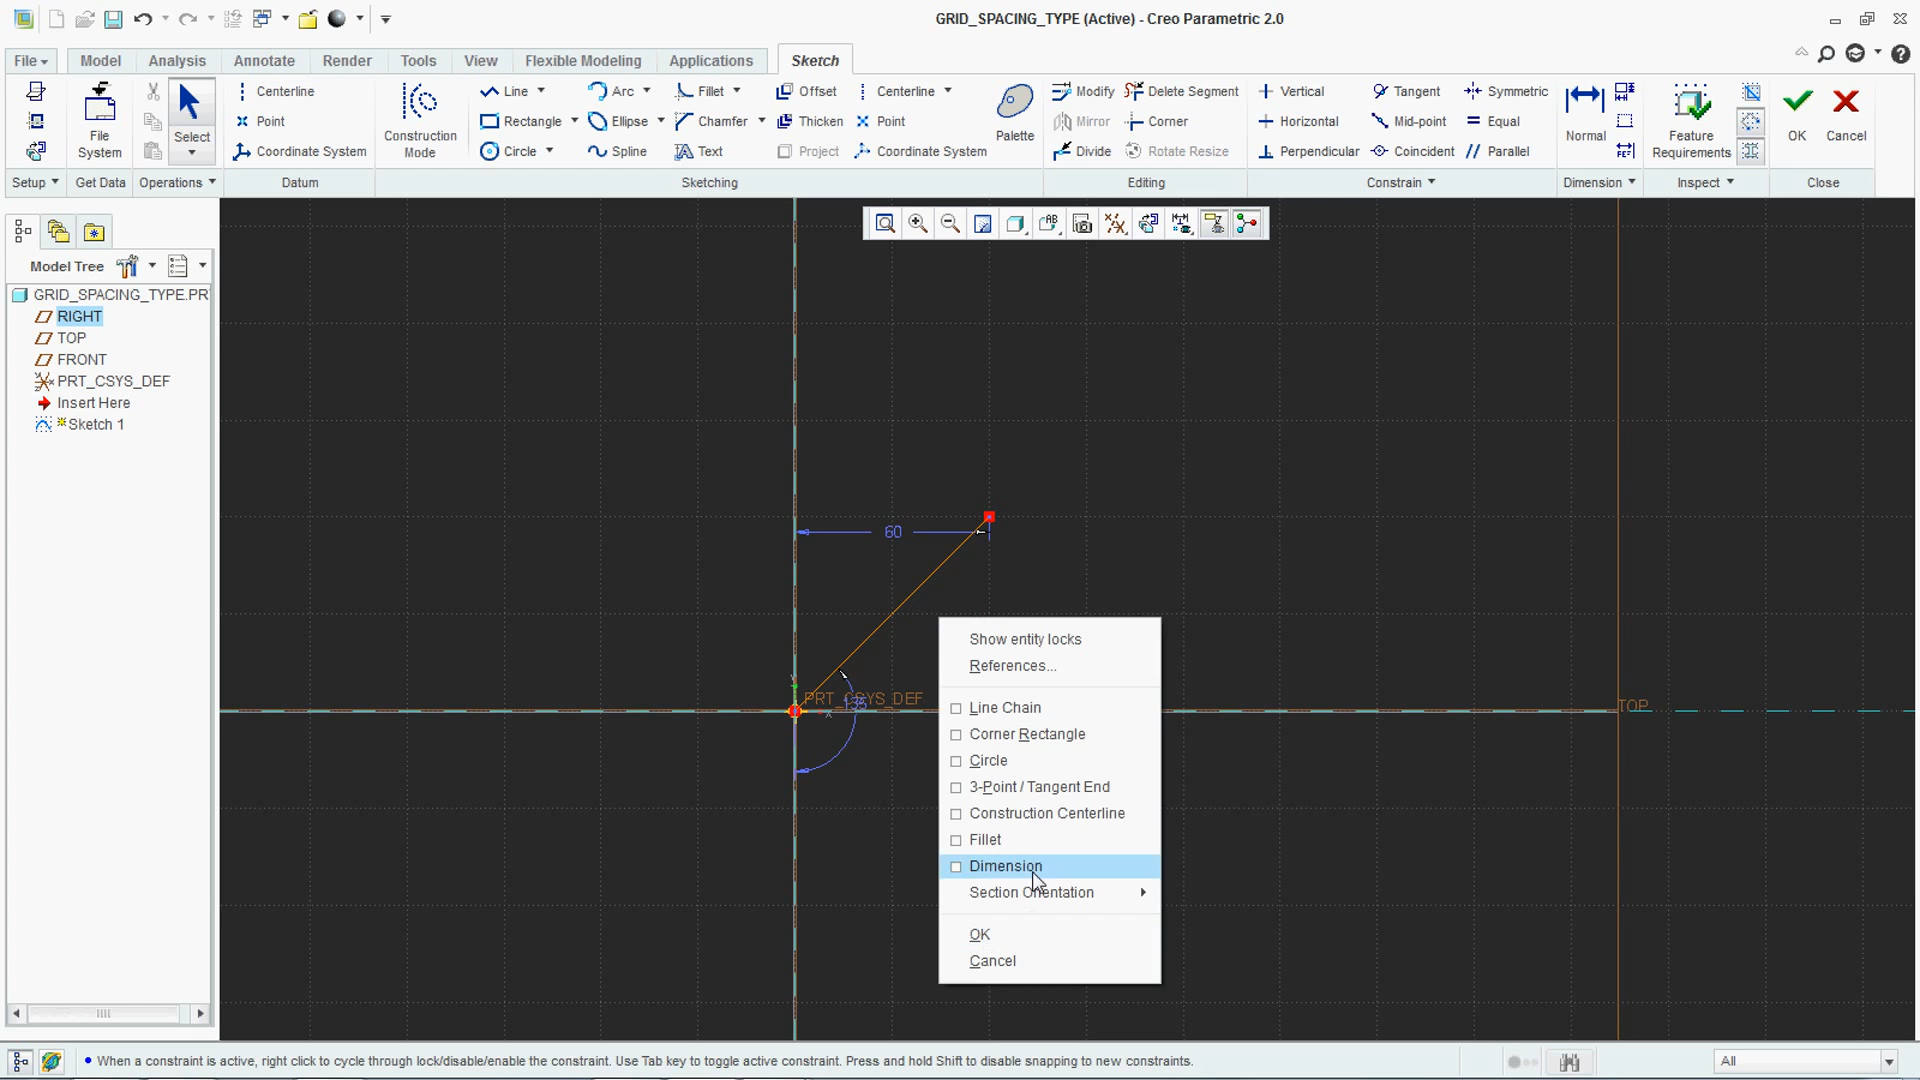 GRID_SPACING_TYPE (Active) - Creo Parametric 2.0
File Model Analysis Annotate Render Tools View Flexible Modeling Applications Sketch
Centerline Line Arc Fillet Offset Centerline Modify Delete Segment Vertical Tangent Symmetric
Point Rectangle Ellipse Chamfer Thicken Point Mirror Corner Horizontal Mid-point Equal
Coordinate System Circle Spline Text Project Coordinate System Divide Rotate Resize Perpendicular Coincident Parallel
File System
Select
Construction Mode
Palette
Normal
Feature Requirements
OK
Cancel
Setup Get Data Operations Datum Sketching Editing Constrain Dimension Inspect Close
Model Tree
GRID_SPACING_TYPE.PR
RIGHT
TOP
FRONT
PRT_CSYS_DEF
Insert Here
Sketch 1
60
PRT_CSYS_DEF
135
X
TOP
Show entity locks
References...
Line Chain
Corner Rectangle
Circle
3-Point / Tangent End
Construction Centerline
Fillet
Dimension
Section Orientation
OK
Cancel
When a constraint is active, right click to cycle through lock/disable/enable the constraint. Use Tab key to toggle active constraint. Press and hold Shift to disable snapping to new constraints.
All